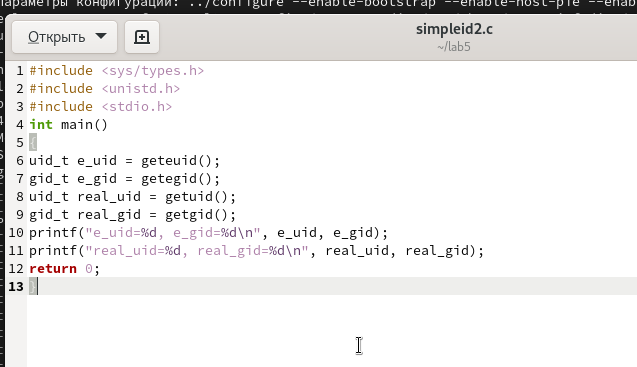 параметры конфигурации: ../configure --enable-bootstrap --enable-host-pie --enab
Открыть
simpleid2.c
~/lab5
1 #include <sys/types.h>
2 #include <unistd.h>
3 #include <stdio.h>
4 int main()
5 {
6 uid_t e_uid = geteuid();
7 gid_t e_gid = getegid();
8 uid_t real_uid = getuid();
9 gid_t real_gid = getgid();
10 printf("e_uid=%d, e_gid=%d\n", e_uid, e_gid);
11 printf("real_uid=%d, real_gid=%d\n", real_uid, real_gid);
12 return 0;
13 }